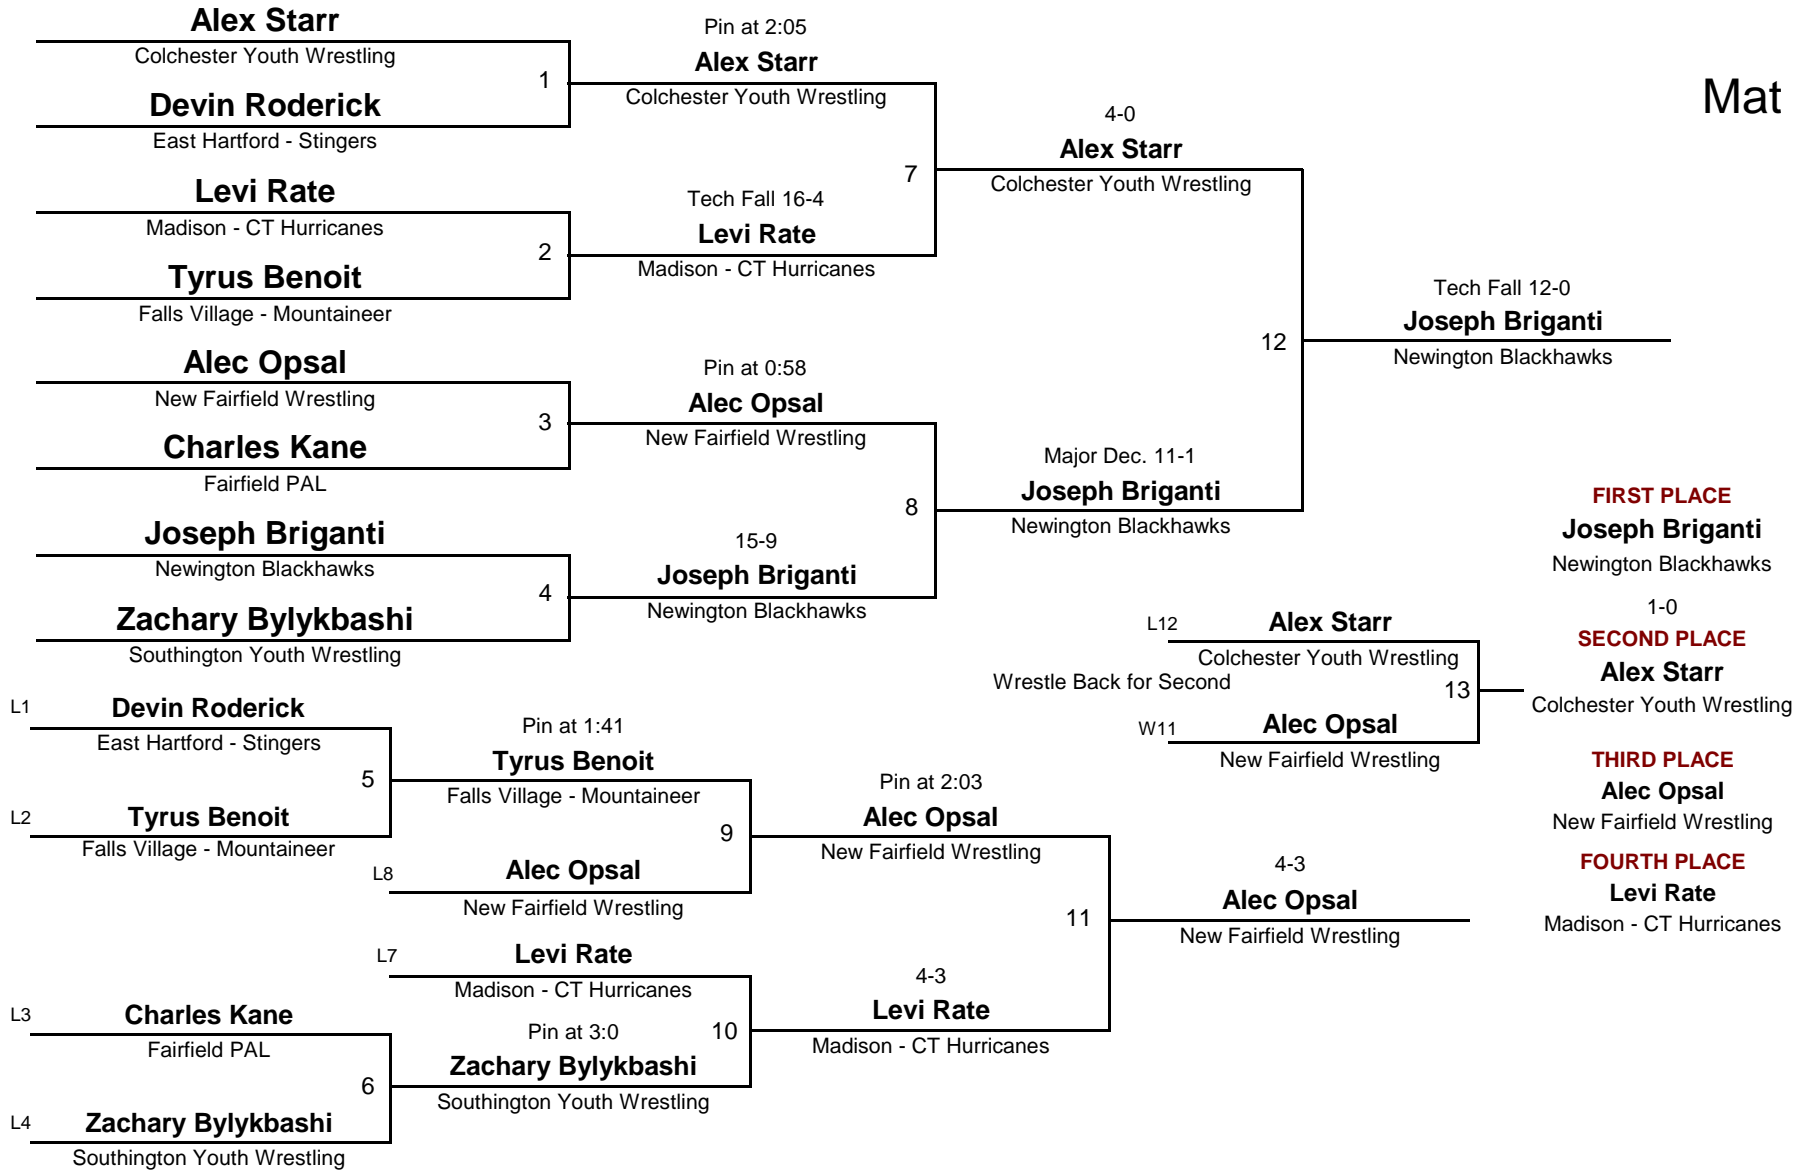 Alex Starr
Colchester Youth Wrestling
1
Devin Roderick
East Hartford - Stingers
Levi Rate
Madison - CT Hurricanes
2
Tyrus Benoit
Falls Village - Mountaineer
Alec Opsal
New Fairfield Wrestling
3
Charles Kane
Fairfield PAL
Joseph Briganti
Newington Blackhawks
4
Zachary Bylykbashi
Southington Youth Wrestling
Pin at 2:05
Alex Starr
Colchester Youth Wrestling
7
Tech Fall 16-4
Levi Rate
Madison - CT Hurricanes
Pin at 0:58
Alec Opsal
New Fairfield Wrestling
8
15-9
Joseph Briganti
Newington Blackhawks
4-0
Alex Starr
Colchester Youth Wrestling
12
Major Dec. 11-1
Joseph Briganti
Newington Blackhawks
Mat
Tech Fall 12-0
Joseph Briganti
Newington Blackhawks
FIRST PLACE
Joseph Briganti
Newington Blackhawks
L12
Alex Starr
Colchester Youth Wrestling
Wrestle Back for Second
13
W11
Alec Opsal
New Fairfield Wrestling
1-0
SECOND PLACE
Alex Starr
Colchester Youth Wrestling
THIRD PLACE
Alec Opsal
New Fairfield Wrestling
FOURTH PLACE
Levi Rate
Madison - CT Hurricanes
L1
Devin Roderick
East Hartford - Stingers
5
L2
Tyrus Benoit
Falls Village - Mountaineer
L3
Charles Kane
Fairfield PAL
6
L4
Zachary Bylykbashi
Southington Youth Wrestling
Pin at 1:41
Tyrus Benoit
Falls Village - Mountaineer
9
L8
Alec Opsal
New Fairfield Wrestling
L7
Levi Rate
Madison - CT Hurricanes
Pin at 3:0
10
Zachary Bylykbashi
Southington Youth Wrestling
Pin at 2:03
Alec Opsal
New Fairfield Wrestling
11
4-3
Levi Rate
Madison - CT Hurricanes
4-3
Alec Opsal
New Fairfield Wrestling